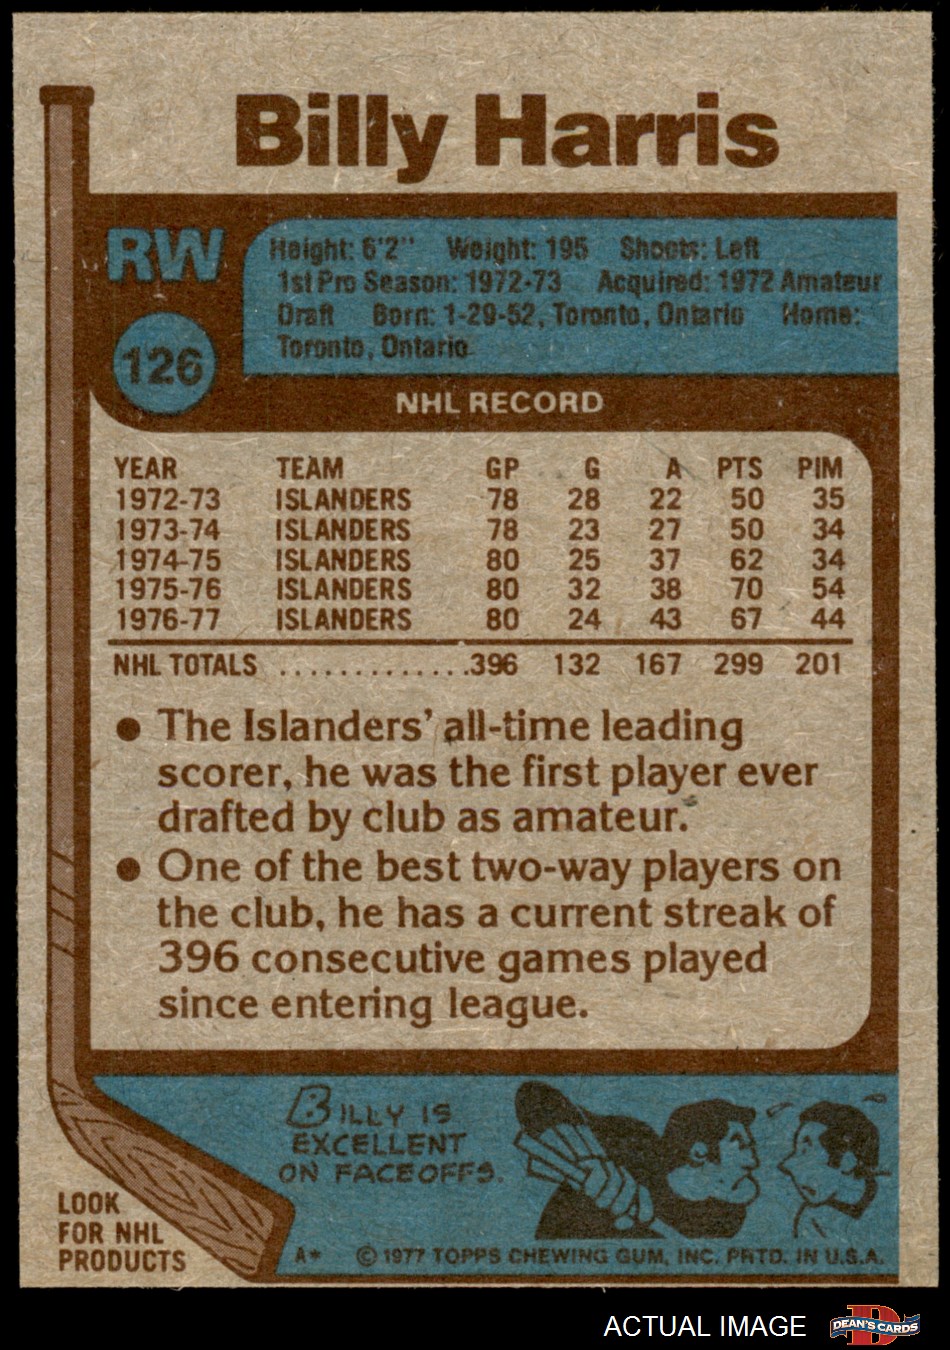 Billy Harris
RW
Height: 6'2" Weight: 195 Shoots: Left
1st Pro Season: 1972-73 Acquired: 1972 Amateur
Draft Born: 1-29-52, Toronto, Ontario Home:
Toronto, Ontario
126
NHL RECORD
YEAR TEAM GP G A PTS PIM
1972-73 ISLANDERS 78 28 22 50 35
1973-74 ISLANDERS 78 23 27 50 34
1974-75 ISLANDERS 80 25 37 62 34
1975-76 ISLANDERS 80 32 38 70 54
1976-77 ISLANDERS 80 24 43 67 44
NHL TOTALS .............396 132 167 299 201
● The Islanders' all-time leading
scorer, he was the first player ever
drafted by club as amateur.
● One of the best two-way players on
the club, he has a current streak of
396 consecutive games played
since entering league.
BILLY IS
EXCELLENT
ON FACEOFFS.
LOOK
FOR NHL
PRODUCTS
A* © 1977 TOPPS CHEWING GUM, INC. PRTD. IN U.S.A.
ACTUAL IMAGE
DEAN'S CARDS